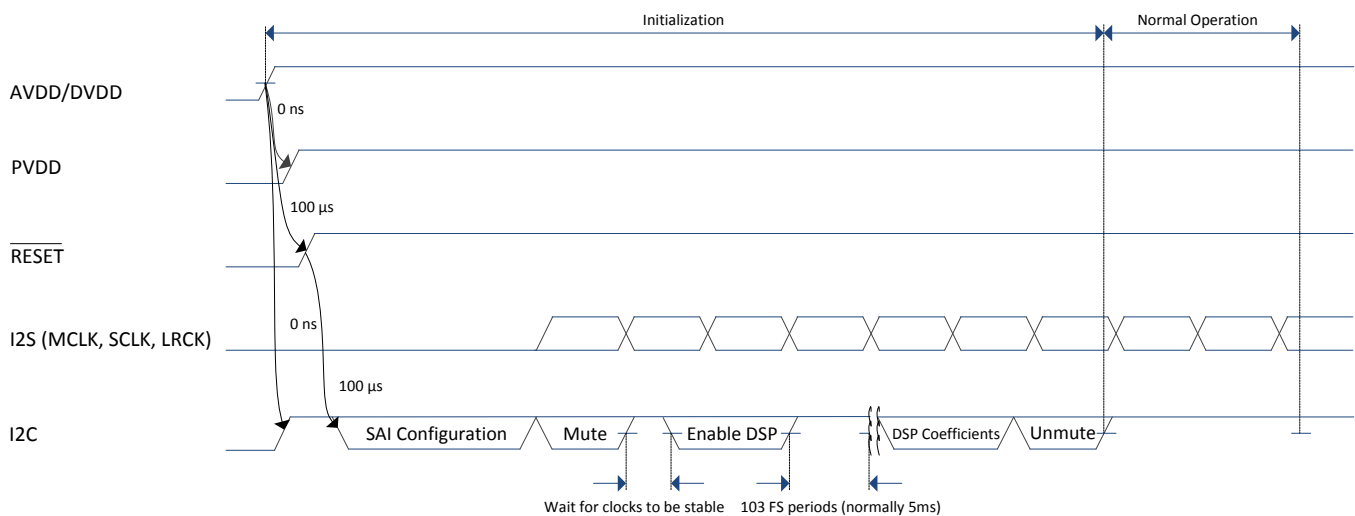 Initialization
Normal Operation
AVDD/DVDD
0 ns
PVDD
100 µs
RESET
0 ns
I2S (MCLK, SCLK, LRCK)
100 µs
I2C
SAI Configuration
Mute
Enable DSP
DSP Coefficients
Unmute
Wait for clocks to be stable
103 FS periods (normally 5ms)